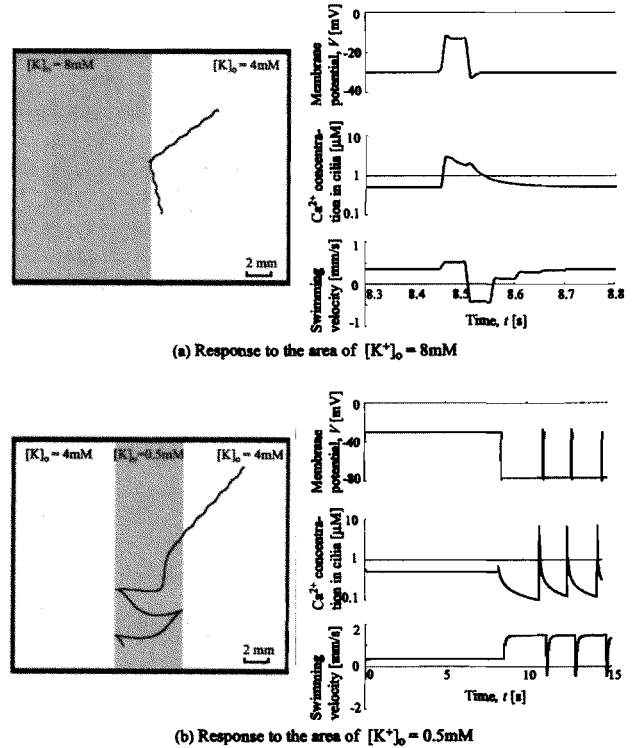 [K]ₒ = 8mM
[K]ₒ = 4mM
2 mm
Membrane potential, V [mV]
0
-20
-40
Ca²⁺ concentra-
tion in cilia [μM]
10
1
0.1
Swimming velocity [mm/s]
1
0
-1
8.3
8.4
8.5
8.6
8.7
8.8
Time, t [s]
(a) Response to the area of [K⁺]ₒ = 8mM
[K]ₒ = 4mM
[K]ₒ=0.5mM
[K]ₒ = 4mM
2 mm
Membrane potential, V [mV]
0
-40
-80
Ca²⁺ concentra-
tion in cilia [μM]
10
1
0.1
Swimming velocity [mm/s]
2
0
-2
0
5
10
15
Time, t [s]
(b) Response to the area of [K⁺]ₒ = 0.5mM